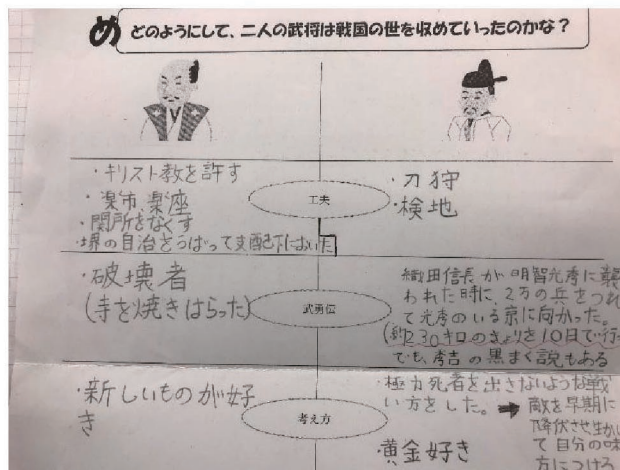 め どのようにして、二人の武将は戦国の世を収めていったのかな？
工夫
・キリスト教を許す
・楽市、楽座
・関所をなくす
・堺の自治をうばって支配下においた
・刀狩
・検地
武勇伝
・破壊者
(寺を焼きはらった)
織田信長が明智光秀に襲
われた時に、2万の兵をつれ
て光秀のいる京に向かった。
(約230キロのきょりを10日で行っ
でも、秀吉の黒まく説もある
考え方
・新しいものが好
き
・極力死者を出さないような戦
い方をした。➡敵を早期に
降伏させ生かし
て自分の味
方につける
・黄金好き